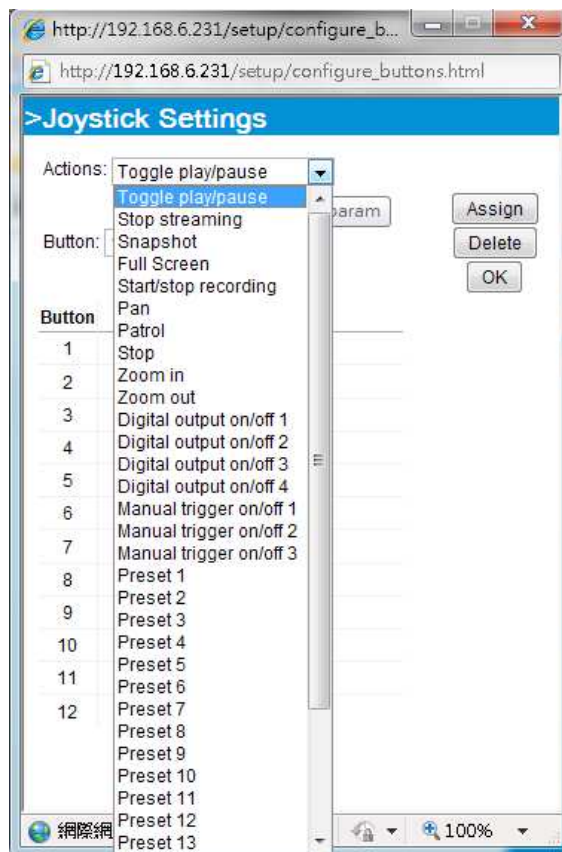 http://192.168.6.231/setup/configure_b...
http://192.168.6.231/setup/configure_buttons.html
>Joystick Settings
Actions: Toggle play/pause
Toggle play/pause
Stop streaming
Snapshot
Full Screen
Start/stop recording
Pan
Patrol
Stop
Zoom in
Zoom out
Digital output on/off 1
Digital output on/off 2
Digital output on/off 3
Digital output on/off 4
Manual trigger on/off 1
Manual trigger on/off 2
Manual trigger on/off 3
Preset 1
Preset 2
Preset 3
Preset 4
Preset 5
Preset 6
Preset 7
Preset 8
Preset 9
Preset 10
Preset 11
Preset 12
Preset 13
param
Assign
Button:
Delete
OK
Button
1
2
3
4
5
6
7
8
9
10
11
12
網際網
100%